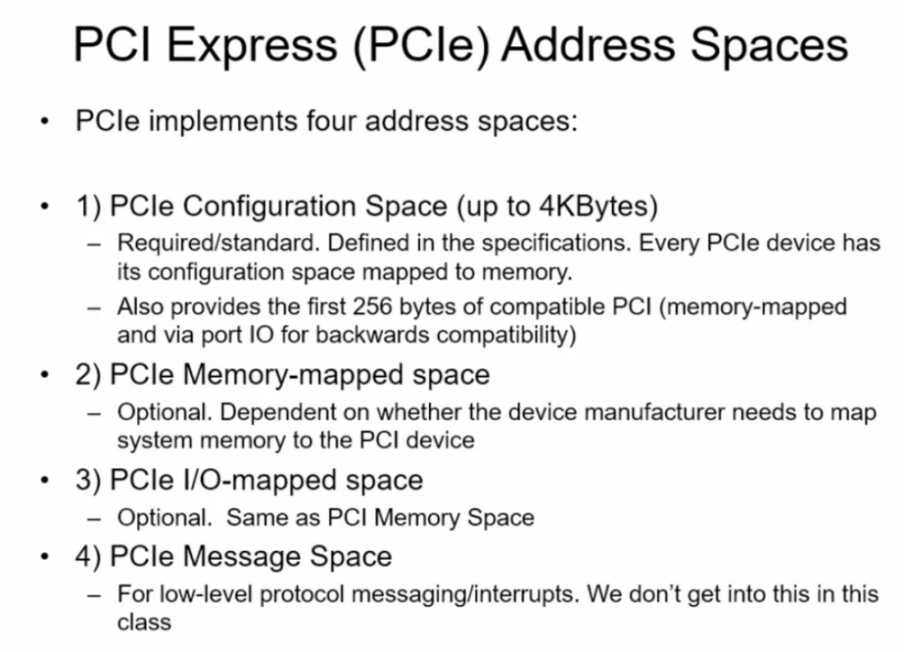 PCI Express (PCIe) Address Spaces
• PCIe implements four address spaces:
• 1) PCIe Configuration Space (up to 4KBytes)
– Required/standard. Defined in the specifications. Every PCIe device has
its configuration space mapped to memory.
– Also provides the first 256 bytes of compatible PCI (memory-mapped
and via port IO for backwards compatibility)
• 2) PCIe Memory-mapped space
– Optional. Dependent on whether the device manufacturer needs to map
system memory to the PCI device
• 3) PCIe I/O-mapped space
– Optional.  Same as PCI Memory Space
• 4) PCIe Message Space
– For low-level protocol messaging/interrupts. We don't get into this in this
class